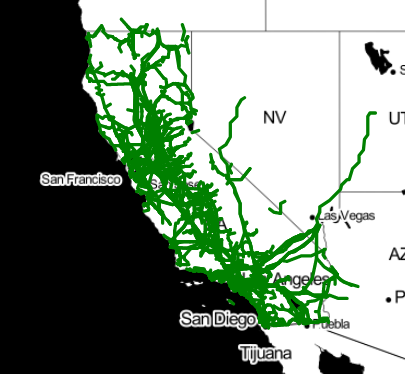 S
NV
UT
San Francisco
Las Vegas
A
AZ
Angeles
P
San Diego
Puebla
Tijuana